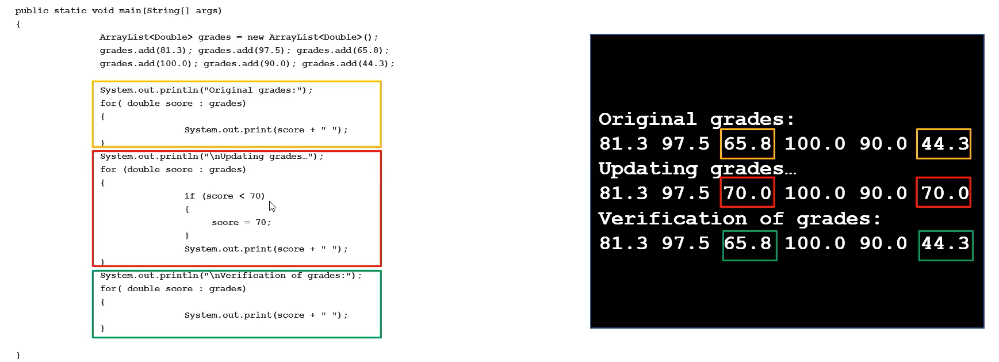 public static void main(String[] args)
{
ArrayList<Double> grades = new ArrayList<Double>();
grades.add(81.3); grades.add(97.5); grades.add(65.8);
grades.add(100.0); grades.add(90.0); grades.add(44.3);
System.out.println("Original grades:");
for( double score : grades)
{
System.out.print(score + " ");
}
System.out.println("\nUpdating grades…");
for (double score : grades)
{
if (score < 70)
{
score = 70;
}
System.out.print(score + " ");
}
System.out.println("\nVerification of grades:");
for( double score : grades)
{
System.out.print(score + " ");
}
}
Original grades:
81.3 97.5 65.8 100.0 90.0 44.3
Updating grades…
81.3 97.5 70.0 100.0 90.0 70.0
Verification of grades:
81.3 97.5 65.8 100.0 90.0 44.3